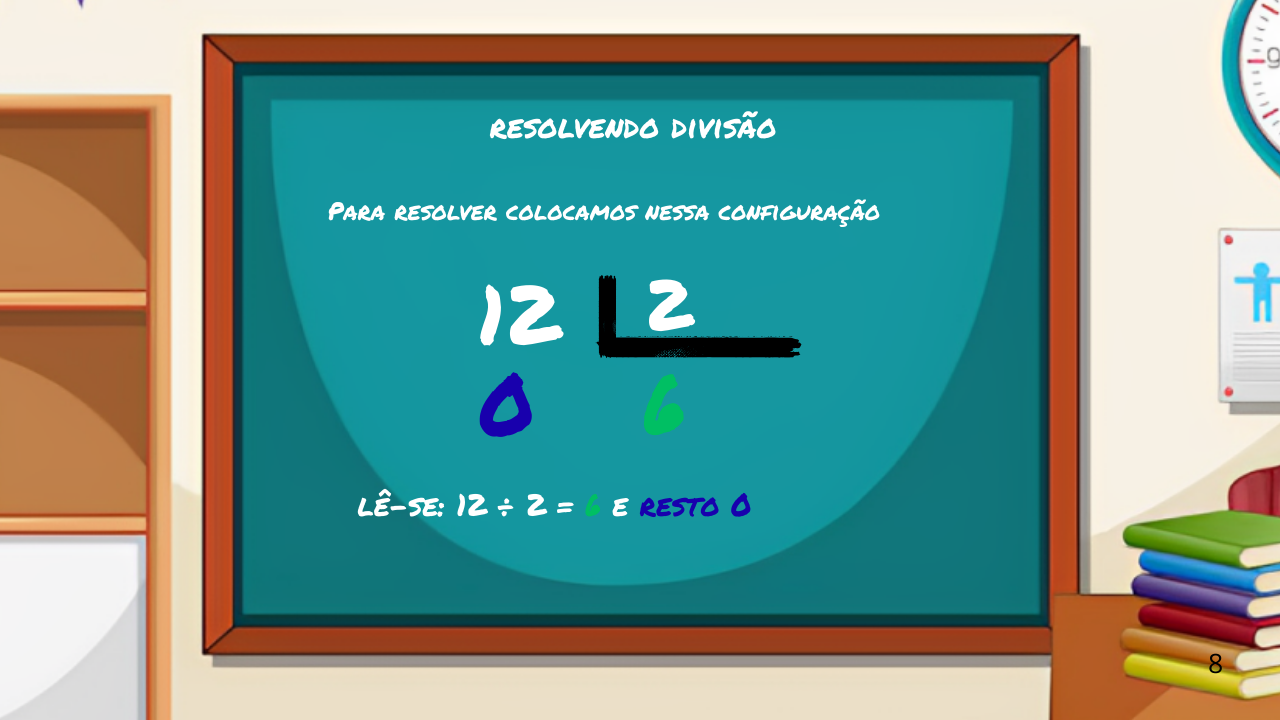 RESOLVENDO DIVISÃO
PARA RESOLVER COLOCAMOS NESSA CONFIGURAÇÃO
12 2
0 6
LÊ-SE: 12 ÷ 2 = 6 E RESTO 0
9
8